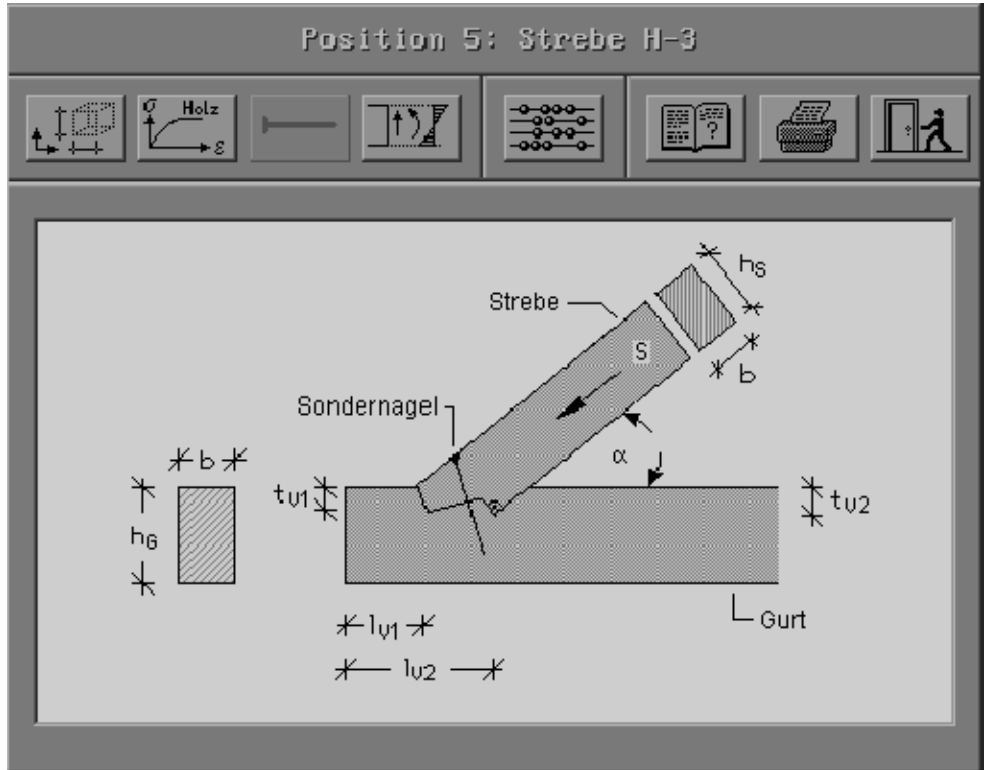 Position 5: Strebe H-3
σ Holz
ε
?
hS
Strebe
S
b
Sondernagel
α
b
tv1
tv2
hG
Gurt
lv1
lv2